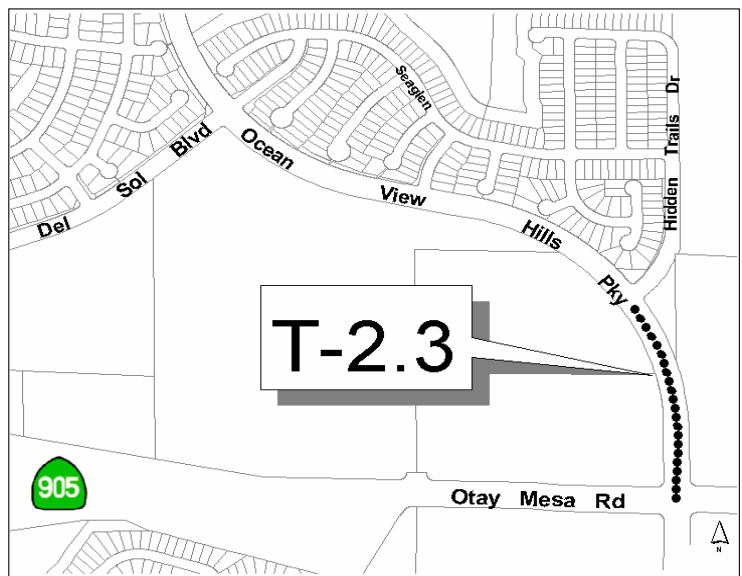 Seaglen
Hidden Trails Dr
Del Sol Blvd
Ocean View Hills Pky
T-2.3
905
Otay Mesa Rd
N